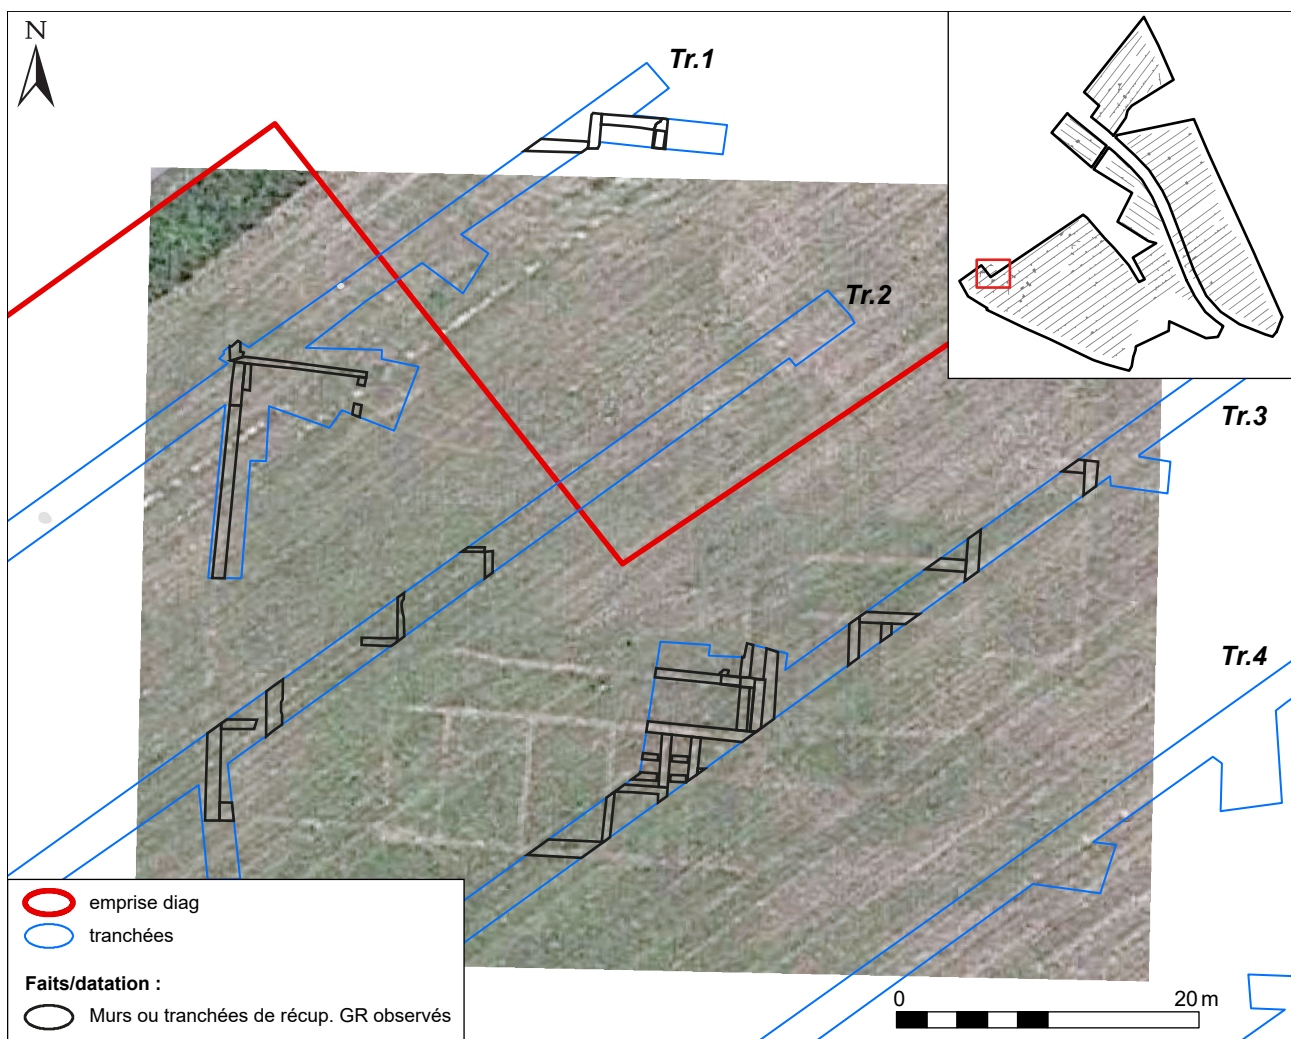 N
Tr.1
Tr.2
Tr.3
Tr.4
emprise diag
tranchées
Faits/datation :
Murs ou tranchées de récup. GR observés
0 20 m